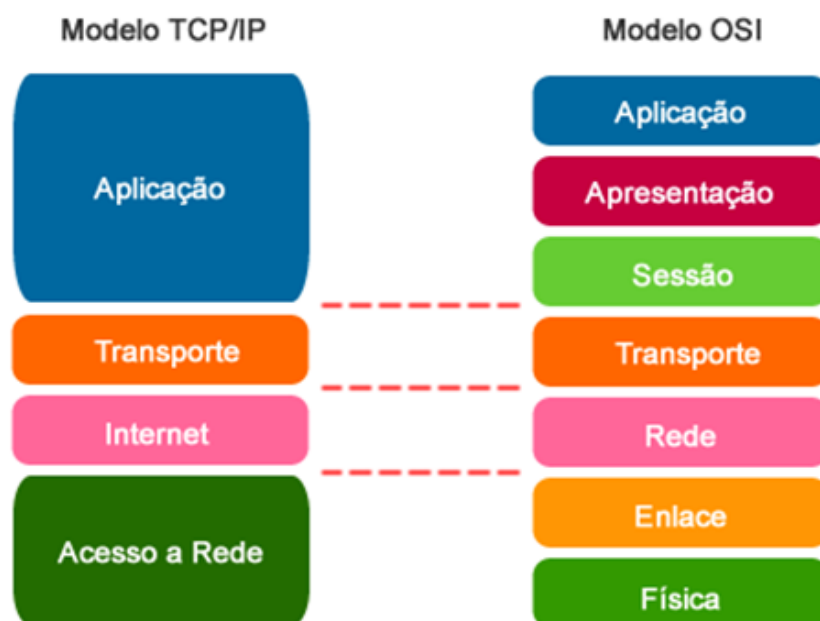 Modelo TCP/IP
Aplicação
Transporte
Internet
Acesso a Rede
Modelo OSI
Aplicação
Apresentação
Sessão
Transporte
Rede
Enlace
Física